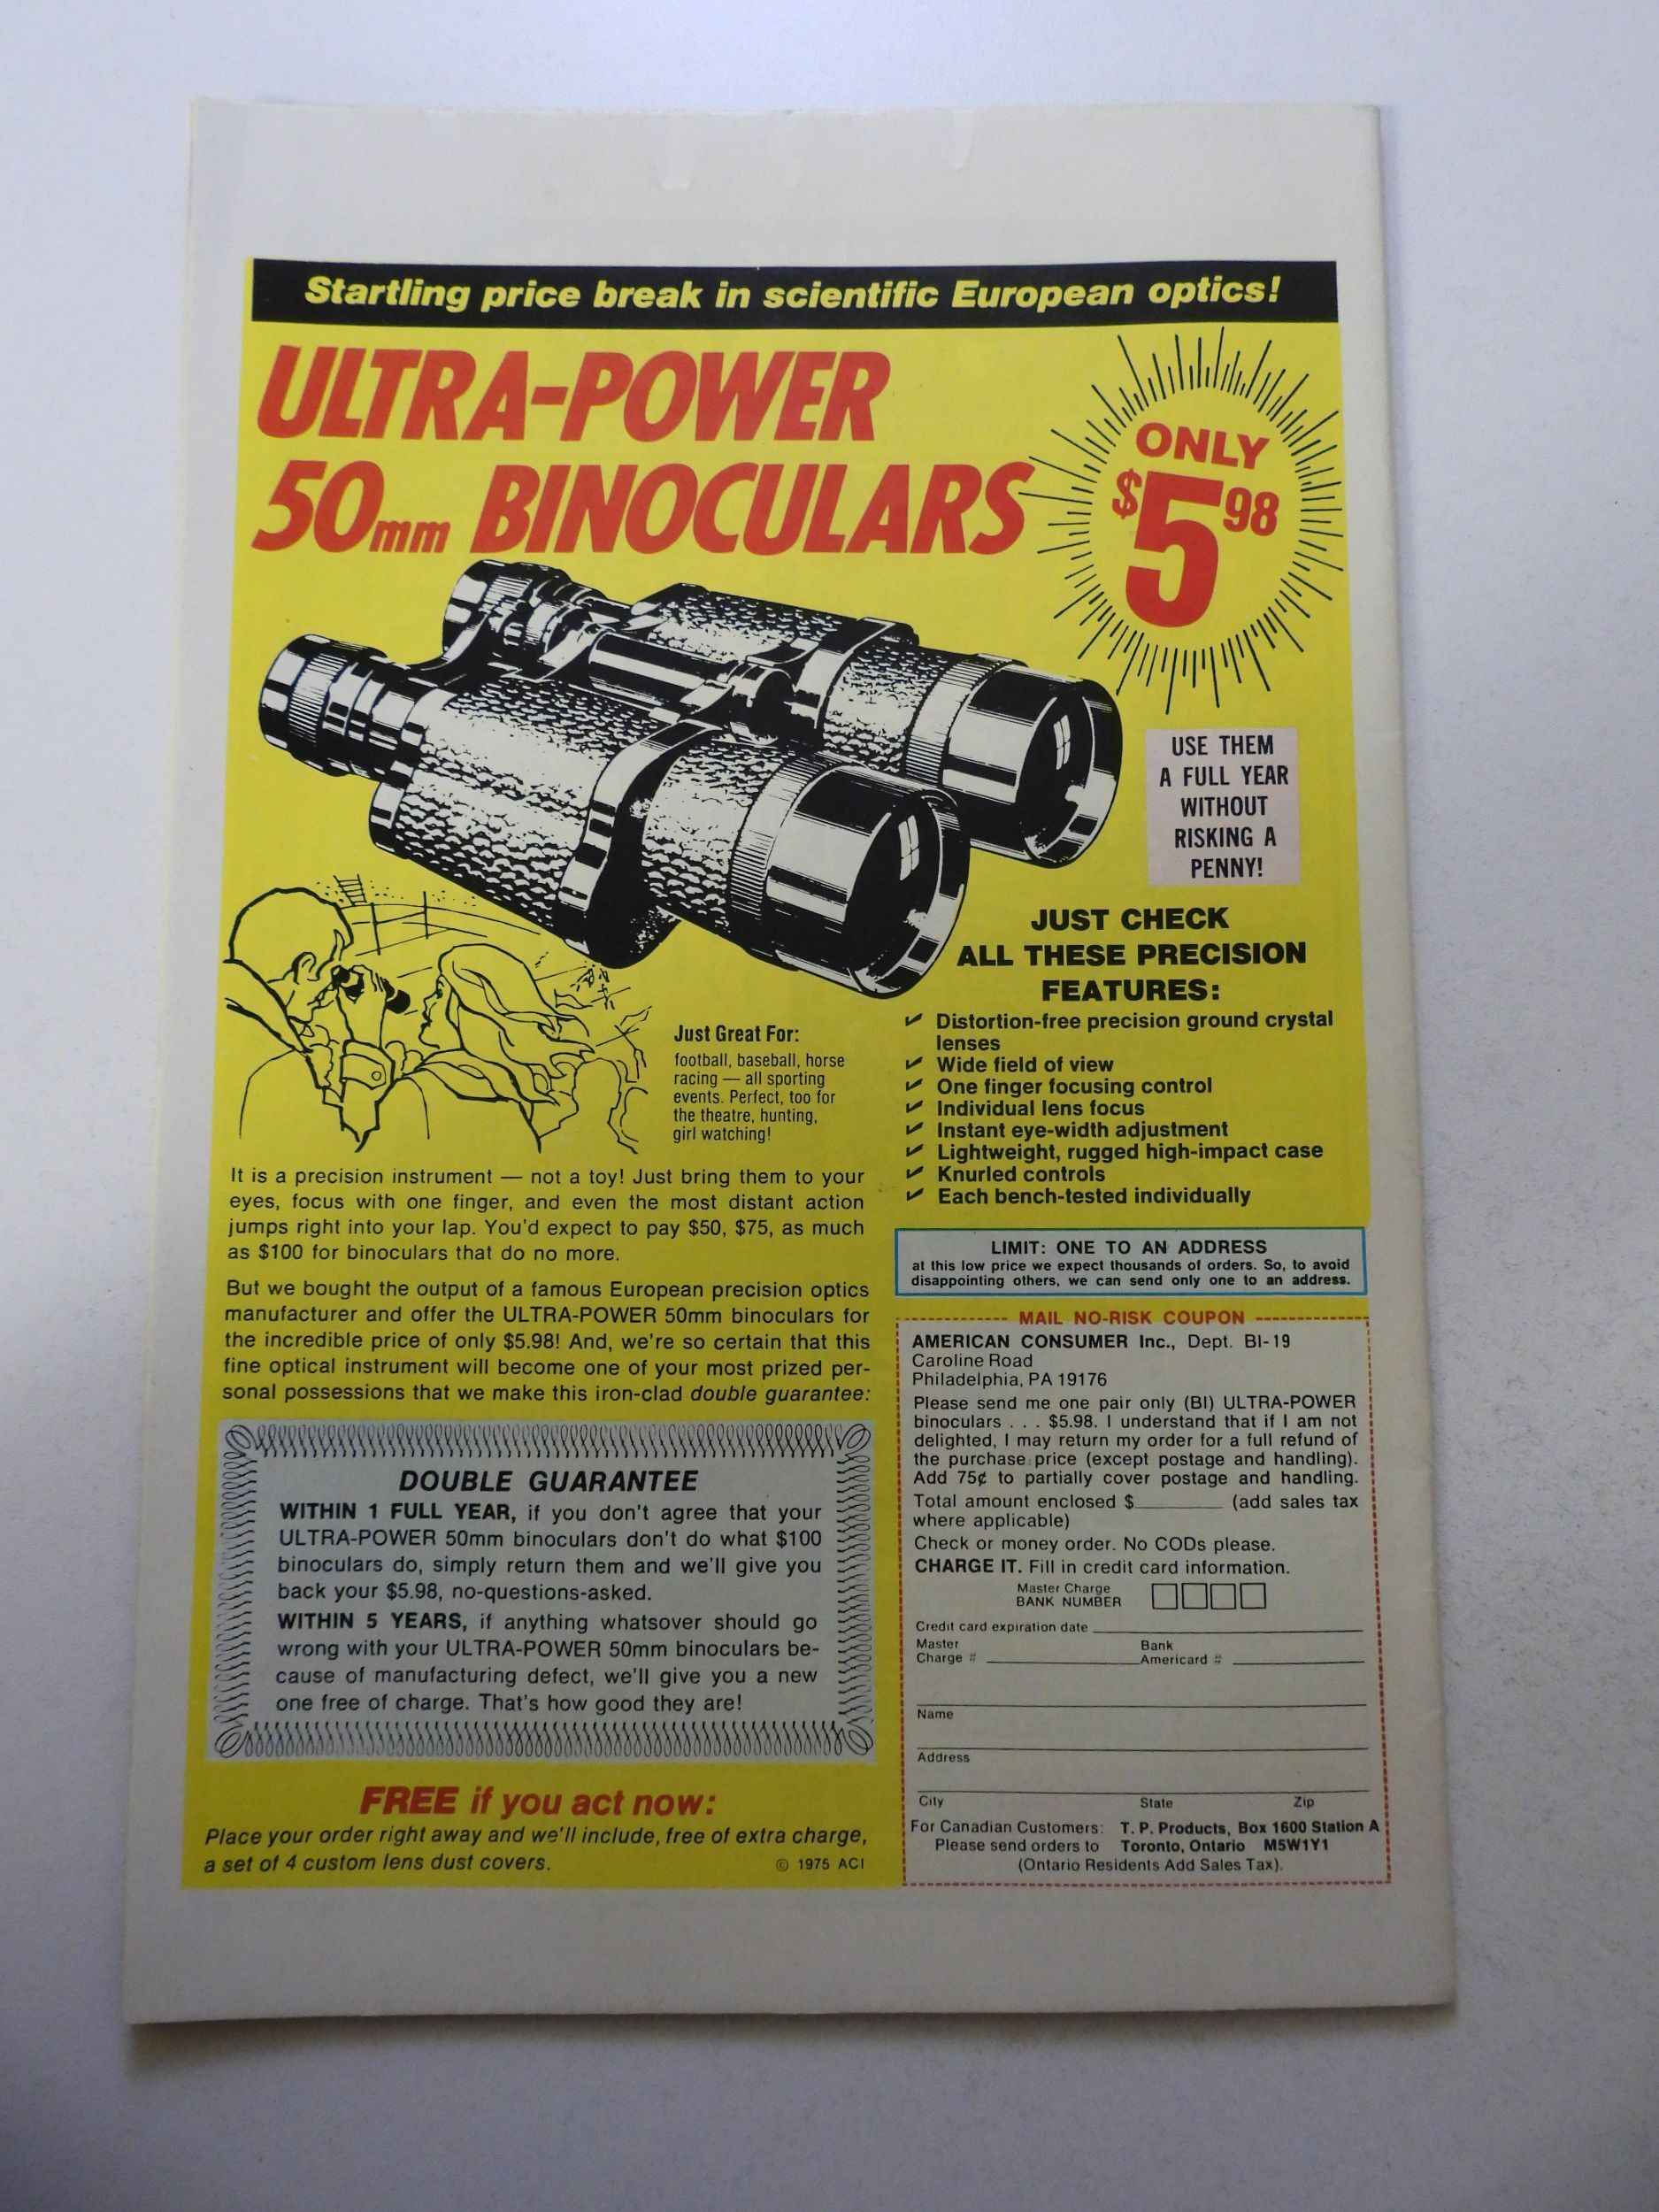 Startling price break in scientific European optics!
ULTRA-POWER
50mm BINOCULARS
ONLY
$5 98
USE THEM
A FULL YEAR
WITHOUT
RISKING A
PENNY!
Just Great For:
football, baseball, horse
racing — all sporting
events. Perfect, too for
the theatre, hunting,
girl watching!
It is a precision instrument — not a toy! Just bring them to your
eyes, focus with one finger, and even the most distant action
jumps right into your lap. You'd expect to pay $50, $75, as much
as $100 for binoculars that do no more.
But we bought the output of a famous European precision optics
manufacturer and offer the ULTRA-POWER 50mm binoculars for
the incredible price of only $5.98! And, we're so certain that this
fine optical instrument will become one of your most prized per-
sonal possessions that we make this iron-clad double guarantee:
DOUBLE GUARANTEE
WITHIN 1 FULL YEAR, if you don't agree that your
ULTRA-POWER 50mm binoculars don't do what $100
binoculars do, simply return them and we'll give you
back your $5.98, no-questions-asked.
WITHIN 5 YEARS, if anything whatsover should go
wrong with your ULTRA-POWER 50mm binoculars be-
cause of manufacturing defect, we'll give you a new
one free of charge. That's how good they are!
FREE if you act now:
Place your order right away and we'll include, free of extra charge,
a set of 4 custom lens dust covers.
© 1975 ACI
JUST CHECK
ALL THESE PRECISION
FEATURES:
✔ Distortion-free precision ground crystal
lenses
✔ Wide field of view
✔ One finger focusing control
✔ Individual lens focus
✔ Instant eye-width adjustment
✔ Lightweight, rugged high-impact case
✔ Knurled controls
✔ Each bench-tested individually
LIMIT: ONE TO AN ADDRESS
at this low price we expect thousands of orders. So, to avoid
disappointing others, we can send only one to an address.
MAIL NO-RISK COUPON
AMERICAN CONSUMER Inc., Dept. BI-19
Caroline Road
Philadelphia, PA 19176
Please send me one pair only (BI) ULTRA-POWER
binoculars . . . $5.98. I understand that if I am not
delighted, I may return my order for a full refund of
the purchase price (except postage and handling).
Add 75¢ to partially cover postage and handling.
Total amount enclosed $________ (add sales tax
where applicable)
Check or money order. No CODs please.
CHARGE IT. Fill in credit card information.
Master Charge
BANK NUMBER
Credit card expiration date
Master
Charge #
Bank
Americard #
Name
Address
City State Zip
For Canadian Customers: T. P. Products, Box 1600 Station A
Please send orders to Toronto, Ontario M5W1Y1
(Ontario Residents Add Sales Tax).